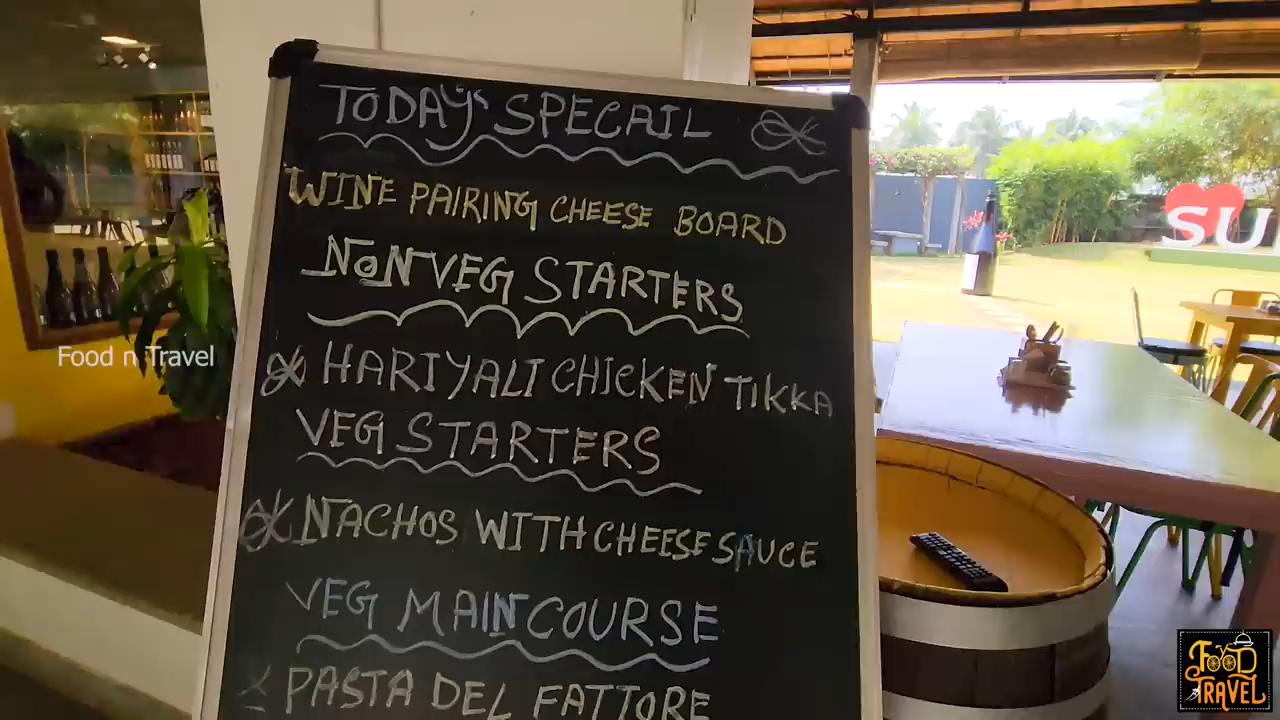 TODAY'S SPECAIL
WINE PAIRING CHEESE BOARD
NON VEG STARTERS
HARIYALI CHICKEN TIKKA
VEG STARTERS
NACHOS WITH CHEESE SAUCE
VEG MAIN COURSE
PASTA DEL FATTORE
SU
Food n Travel
FOOD
N
TRAVEL